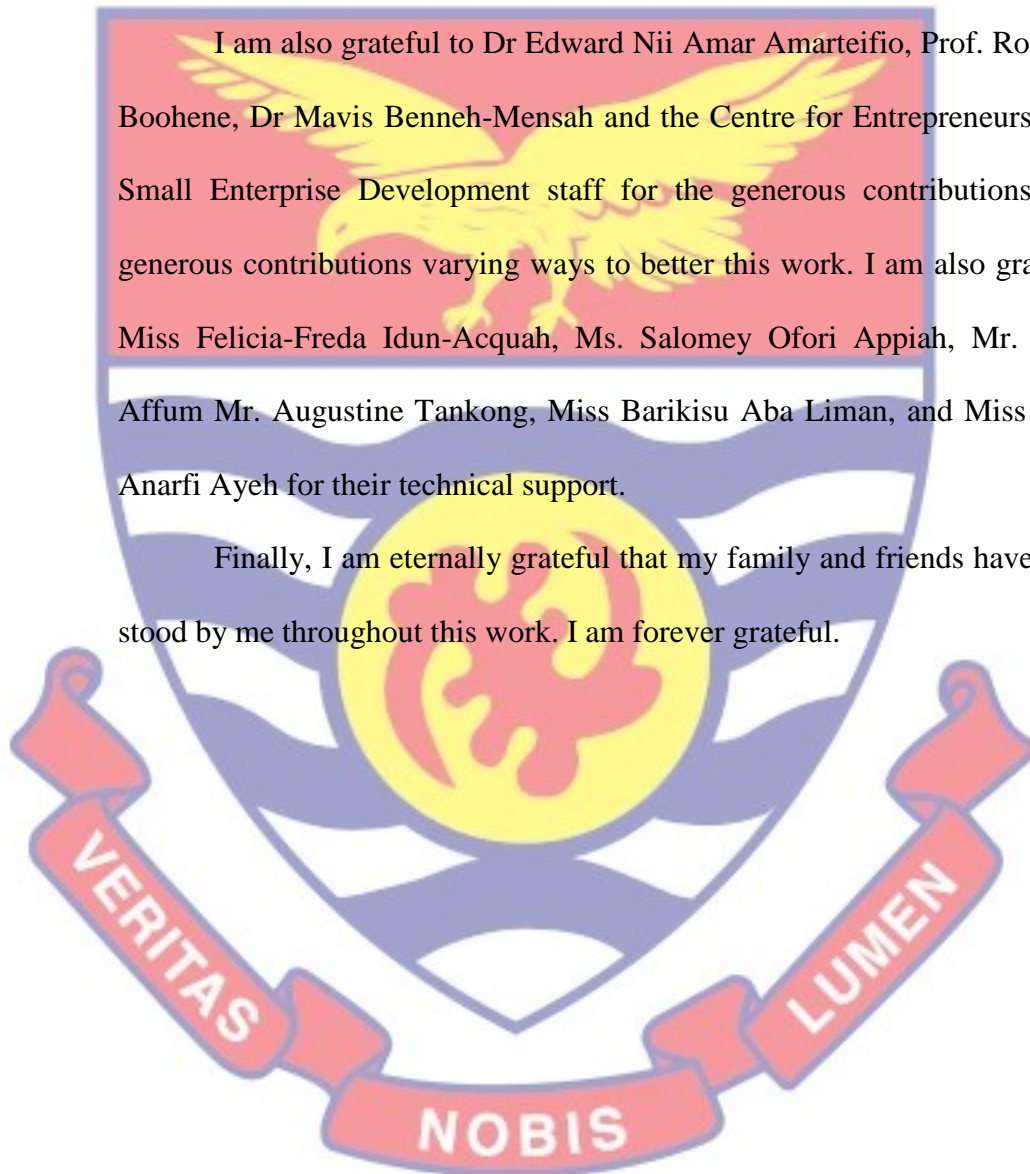 I am also grateful to Dr Edward Nii Amar Amarteifio, Prof. Ro
Boohene, Dr Mavis Benneh-Mensah and the Centre for Entrepreneurs
Small Enterprise Development staff for the generous contributions
generous contributions varying ways to better this work. I am also gra
Miss Felicia-Freda Idun-Acquah, Ms. Salomey Ofori Appiah, Mr.
Affum Mr. Augustine Tankong, Miss Barikisu Aba Liman, and Miss
Anarfi Ayeh for their technical support.
Finally, I am eternally grateful that my family and friends have
stood by me throughout this work. I am forever grateful.
VERITAS
NOBIS
LUMEN